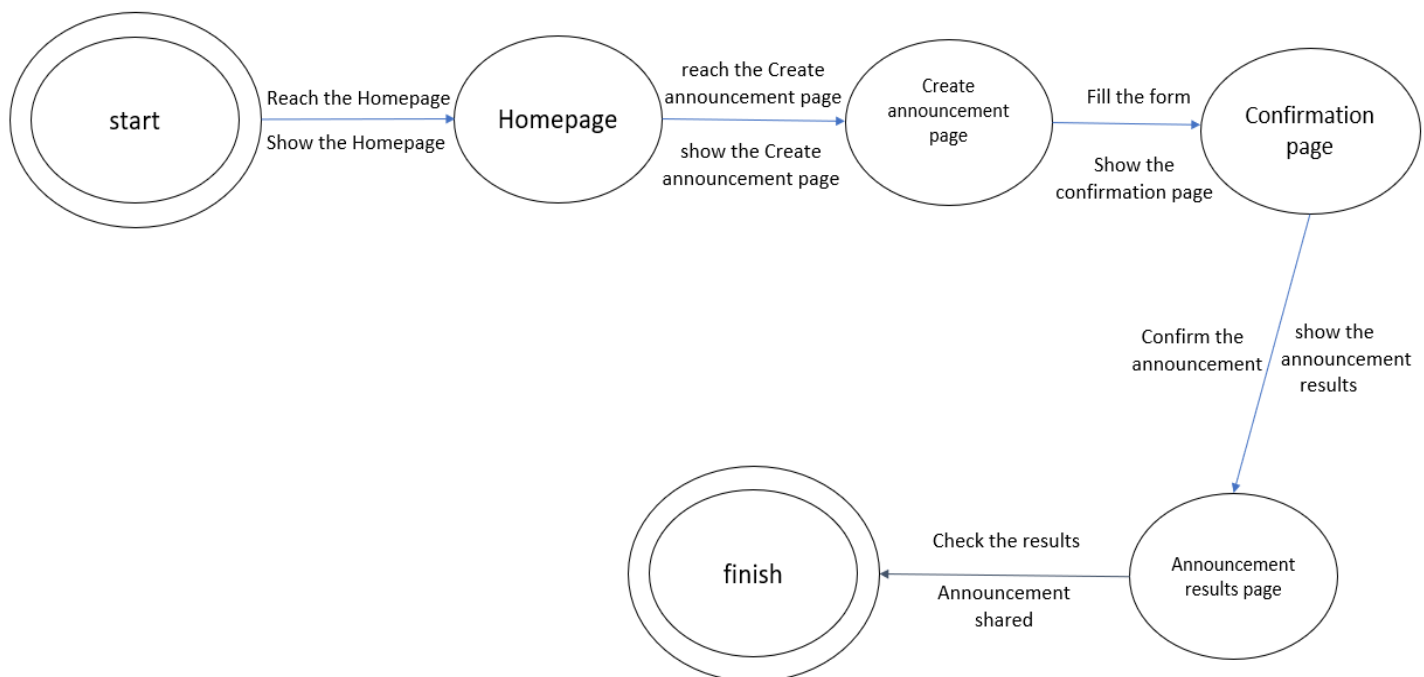 start
Reach the Homepage
Show the Homepage
Homepage
reach the Create
announcement page
show the Create
announcement page
Create
announcement
page
Fill the form
Show the
confirmation page
Confirmation
page
Confirm the
announcement
show the
announcement
results
Announcement
results page
Check the results
Announcement
shared
finish